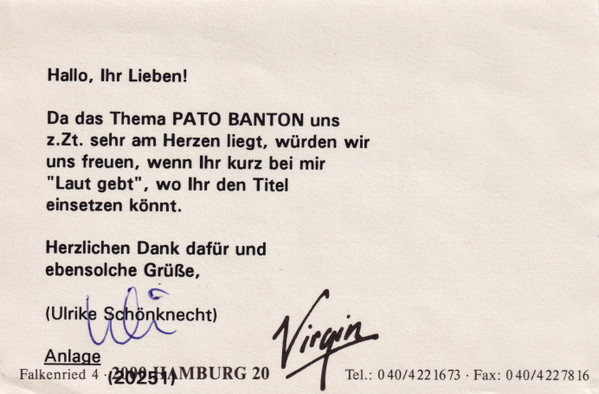 Hallo, Ihr Lieben!
Da das Thema PATO BANTON uns
z.Zt. sehr am Herzen liegt, würden wir
uns freuen, wenn Ihr kurz bei mir
"Laut gebt", wo Ihr den Titel
einsetzen könnt.
Herzlichen Dank dafür und
ebensolche Grüße,
Uli
(Ulrike Schönknecht)
Virgin
Anlage
Falkenried 4 · 2000 HAMBURG 20 Tel.: 040/4221673 · Fax: 040/4227816
(20251)